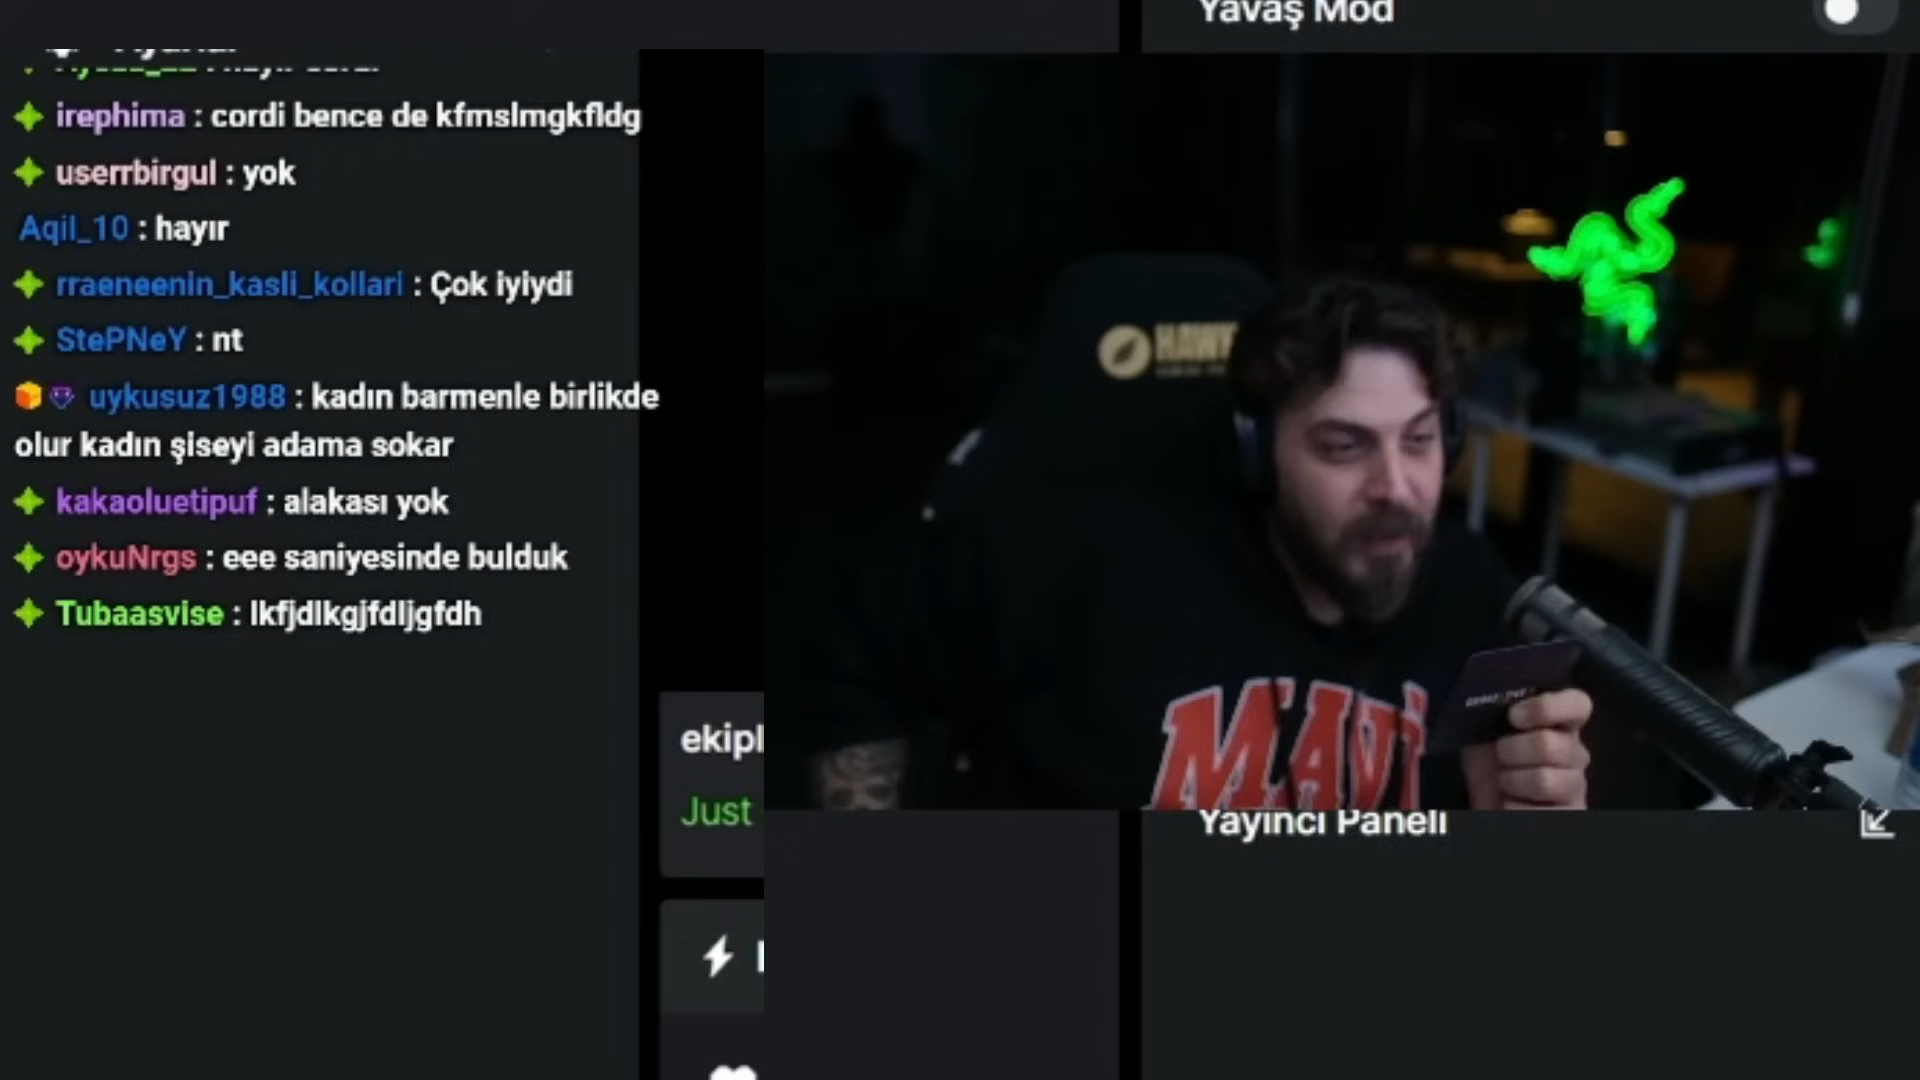 Yavaş Mod
irephima : cordi bence de kfmslmgkfldg
userrbirgul : yok
Aqil_10 : hayır
rraeneenin_kasli_kollari : Çok iyiydi
StePNeY : nt
uykusuz1988 : kadın barmenle birlikde
olur kadın şiseyi adama sokar
kakaoluetipuf : alakası yok
oykuNrgs : eee saniyesinde bulduk
Tubaasvise : lkfjdlkgjfdljgfdh
HAWK
MAVİ
ekipl
Just
Yayıncı Paneli